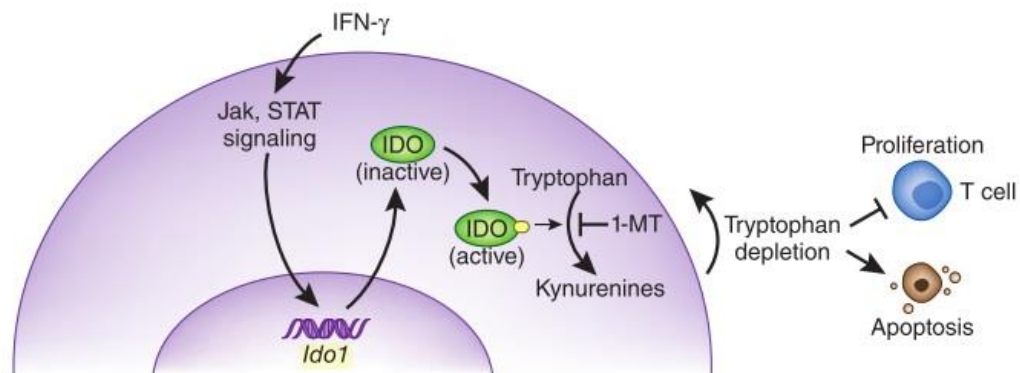 IFN-γ
Jak, STAT
signaling
IDO
(inactive)
Tryptophan
IDO
(active)
1-MT
Kynurenines
Ido1
Proliferation
T cell
Tryptophan
depletion
Apoptosis